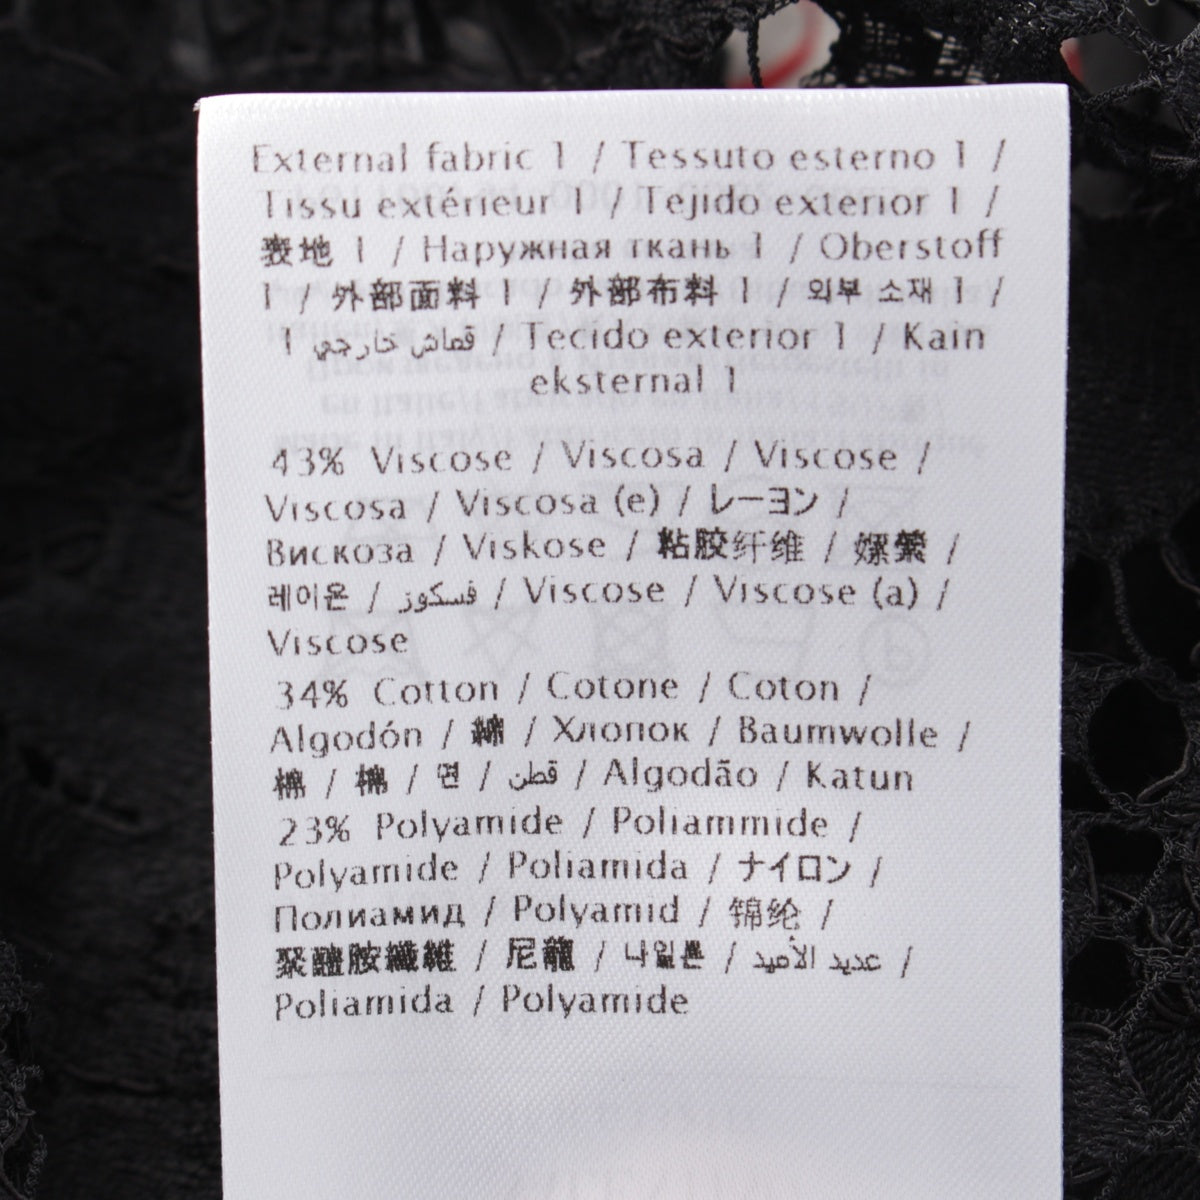 External fabric 1 / Tessuto esterno 1 /
Tissu extérieur 1 / Tejido exterior 1 /
表地 1 / Наружная ткань 1 / Oberstoff
1 / 外部面料 1 / 外部布料 1 / 외부 소재 1 /
قماش خارجي 1 / Tecido exterior 1 / Kain
eksternal 1
43% Viscose / Viscosa / Viscose /
Viscosa / Viscosa (e) / レーヨン /
Вискоза / Viskose / 粘胶纤维 / 嫘縈 /
레이온 / فسكوز / Viscose / Viscose (a) /
Viscose
34% Cotton / Cotone / Coton /
Algodón / 綿 / Хлопок / Baumwolle /
棉 / 棉 / 면 / قطن / Algodão / Katun
23% Polyamide / Poliammide /
Polyamide / Poliamida / ナイロン /
Полиамид / Polyamid / 锦纶 /
聚醯胺纖維 / 尼龍 / 나일론 / عديد الأميد /
Poliamida / Polyamide